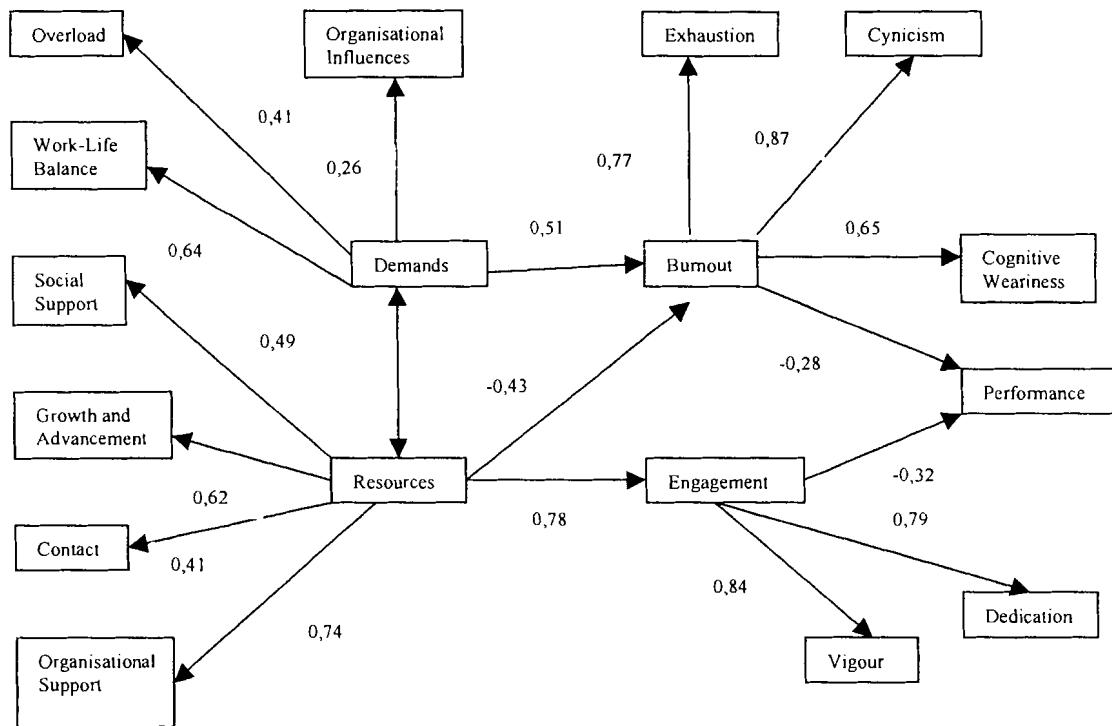 Overload
Organisational
Influences
Exhaustion
Cynicism
0,41
0,87
Work-Life
Balance
0,26
0,77
0,51
0,65
0,64
Demands
Burnout
Cognitive
Weariness
Social
Support
0,49
-0,43
-0,28
Performance
Growth and
Advancement
Resources
Engagement
-0,32
0,62
0,78
0,79
Contact
0,41
0,84
Dedication
0,74
Organisational
Support
Vigour